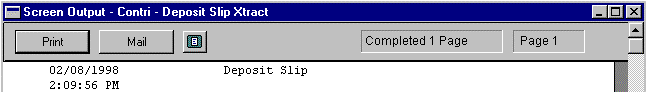 Screen Output - Contri - Deposit Slip Xtract
Print Mail Completed 1 Page Page 1
02/08/1998 Deposit Slip
2:09:56 PM